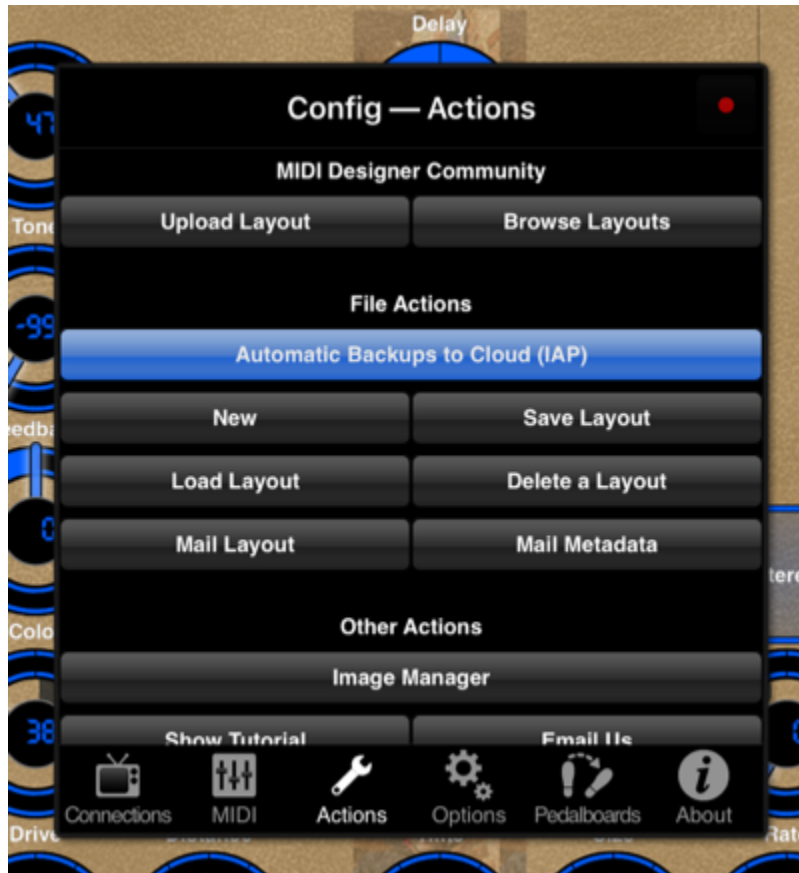 Delay
Config — Actions
47
MIDI Designer Community
Upload Layout Browse Layouts
Tone
File Actions
-99
Automatic Backups to Cloud (IAP)
New Save Layout
Load Layout Delete a Layout
0
Mail Layout Mail Metadata
Other Actions
Image Manager
38
Show Tutorial Email Us
Connections MIDI Actions Options Pedalboards About
Drive